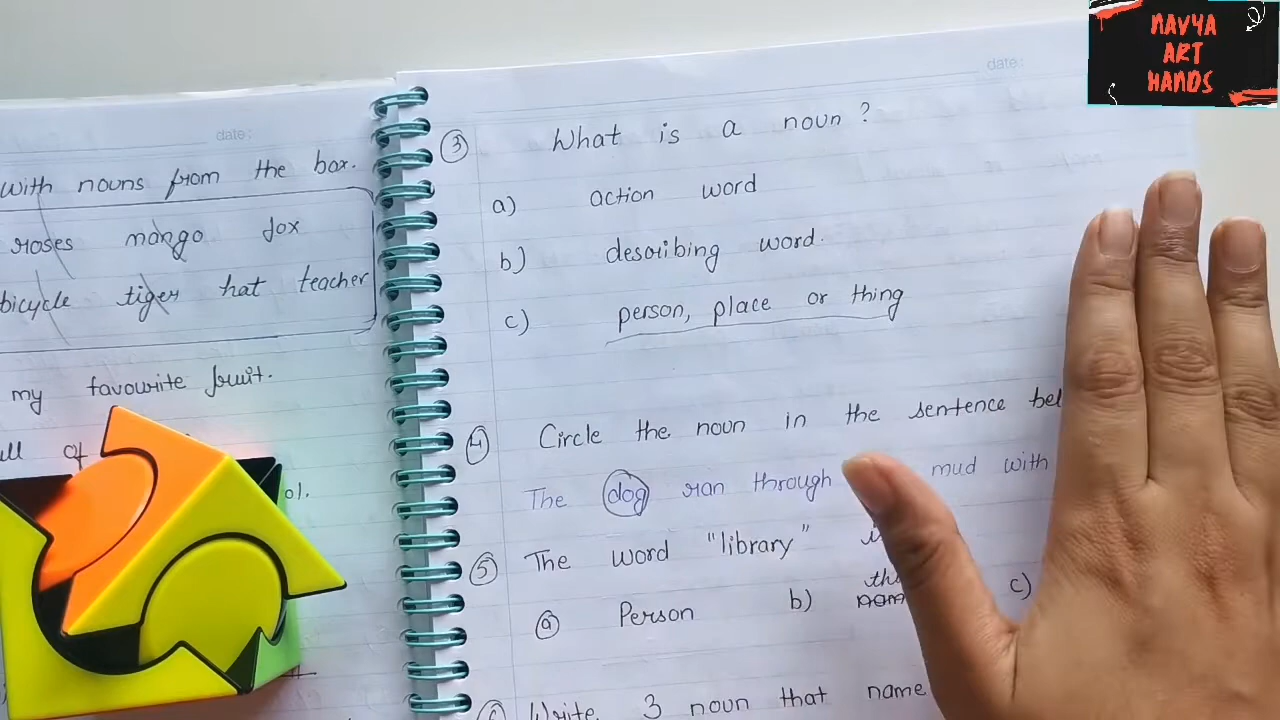 date:
with nouns from the box.
roses mango fox
bicycle tiger hat teacher
my favourite fruit.
of
ol.
date:
③ What is a noun ?
a) action word
b) describing word.
c) person, place or thing
④ Circle the noun in the sentence bel
The dog ran through mud with
⑤ The word "library"
ⓐ Person b) c)
Write 3 noun that name
NAVYA
ART
HANDS